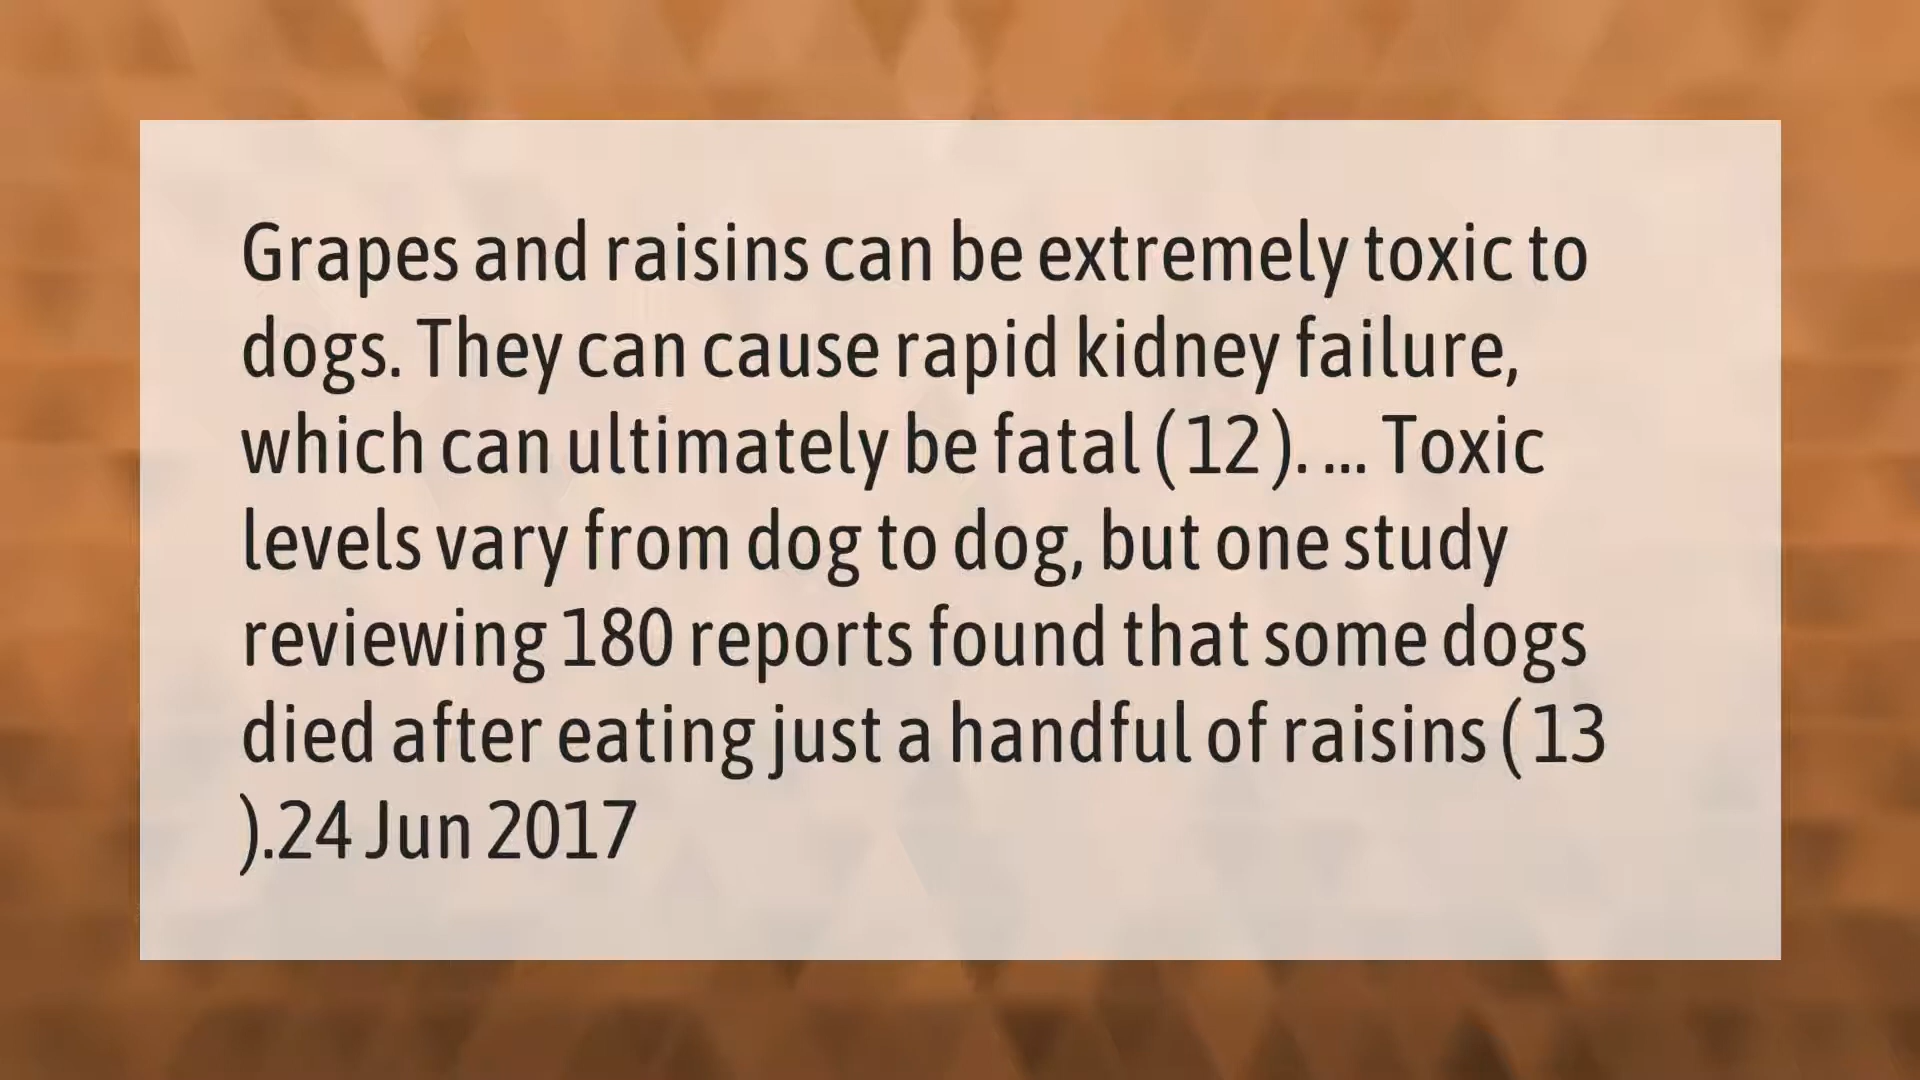 Grapes and raisins can be extremely toxic to
dogs. They can cause rapid kidney failure,
which can ultimately be fatal ( 12 ). ... Toxic
levels vary from dog to dog, but one study
reviewing 180 reports found that some dogs
died after eating just a handful of raisins ( 13
).24 Jun 2017